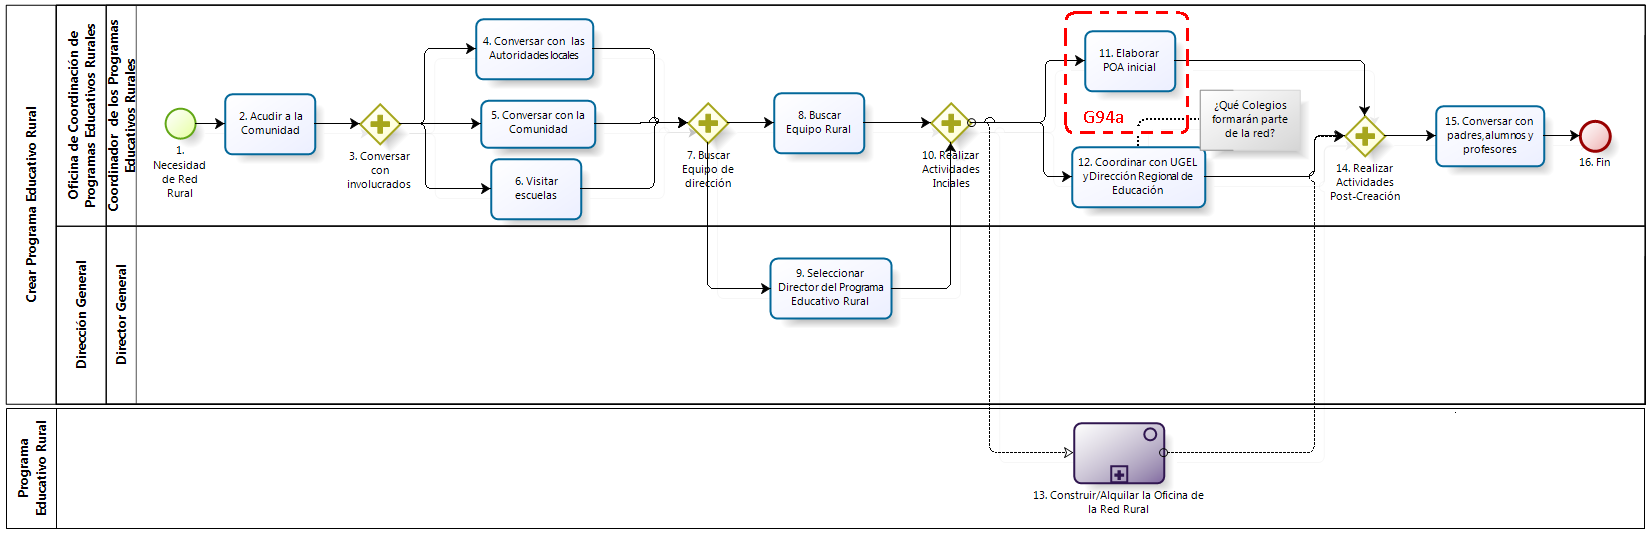 Crear Programa Educativo Rural
Oficina de Coordinación de
Programas Educativos Rurales
Coordinador de los Programas
Educativos Rurales
1.
Necesidad
de Red
Rural
2. Acudir a la
Comunidad
3. Conversar
con
involucrados
4. Conversar con las
Autoridades locales
5. Conversar con la
Comunidad
6. Visitar
escuelas
7. Buscar
Equipo de
dirección
8. Buscar
Equipo Rural
10. Realizar
Actividades
Inciales
11. Elaborar
POA inicial
G94a
¿Qué Colegios
formarán parte
de la red?
12. Coordinar con UGEL
y Dirección Regional de
Educación
14. Realizar
Actividades
Post-Creación
15. Conversar con
padres,alumnos y
profesores
16. Fin
Dirección General
Director General
9. Seleccionar
Director del Programa
Educativo Rural
Programa
Educativo Rural
13. Construir/Alquilar la Oficina de
la Red Rural